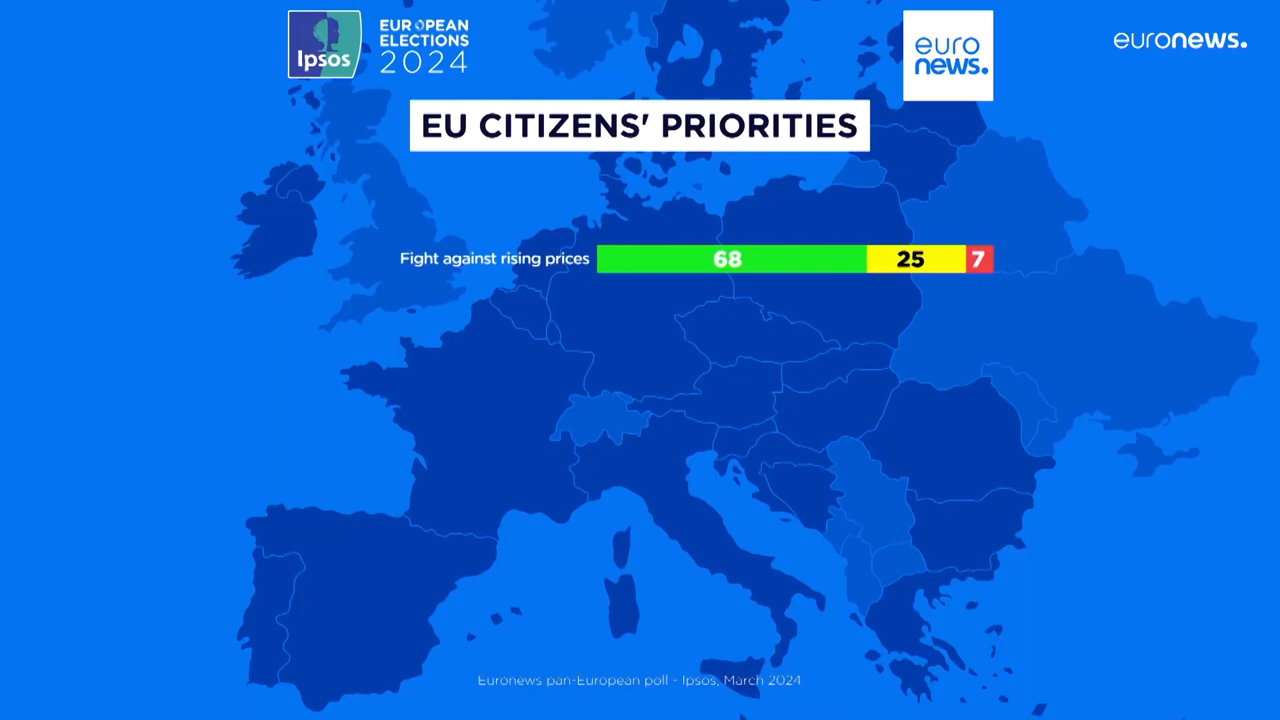 Ipsos
EUROPEAN
ELECTIONS
2024
euro
news.
euronews.
EU CITIZENS' PRIORITIES
Fight against rising prices 68 25 7
Euronews pan-European poll - Ipsos, March 2024